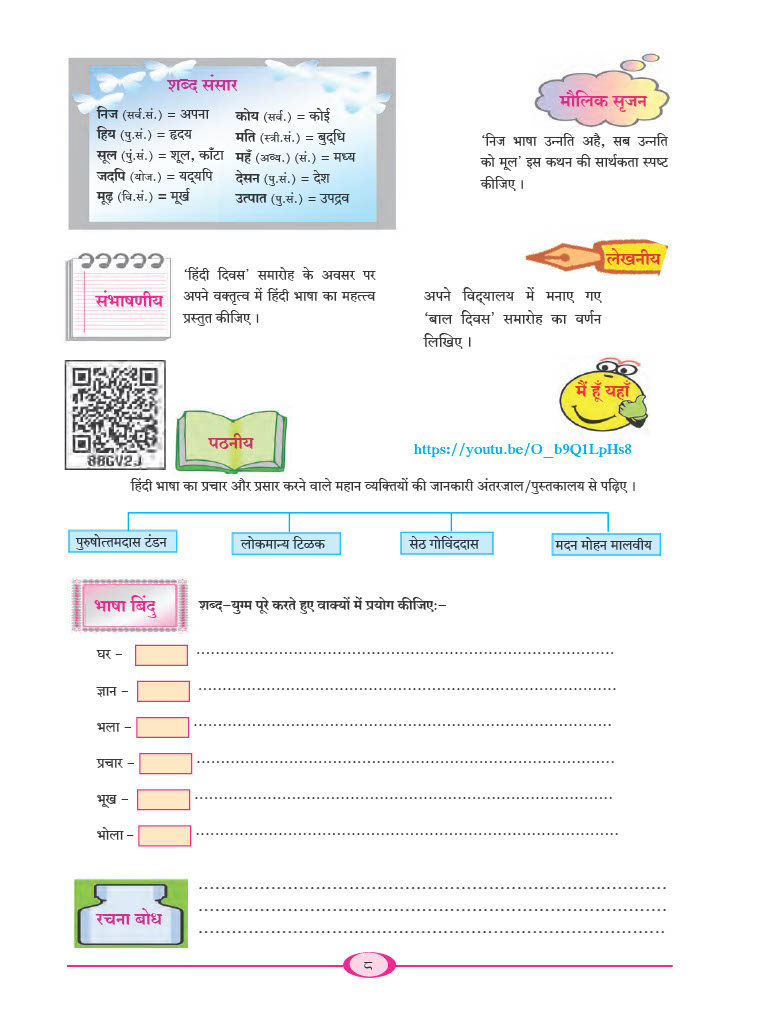 शब्द संसार
निज (सर्व.सं.) = अपना
हिय (पु.सं.) = हृदय
सूल (पुं.सं.) = शूल, काँटा
जदपि (योज.) = यद्यपि
मूढ़ (वि.सं.) = मूर्ख
कोय (सर्व.) = कोई
मति (स्त्री.सं.) = बुद्धि
महँ (अव्य.) (सं.) = मध्य
देसन (पु.सं.) = देश
उत्पात (पु.सं.) = उपद्रव
मौलिक सृजन
‘निज भाषा उन्नति अहै, सब उन्नति
को मूल’ इस कथन की सार्थकता स्पष्ट
कीजिए ।
संभाषणीय
‘हिंदी दिवस’ समारोह के अवसर पर
अपने वक्तृत्व में हिंदी भाषा का महत्त्व
प्रस्तुत कीजिए ।
लेखनीय
अपने विद्यालय में मनाए गए
‘बाल दिवस’ समारोह का वर्णन
लिखिए ।
88GV2J
पठनीय
मैं हूँ यहाँ
https://youtu.be/O_b9Q1LpHs8
हिंदी भाषा का प्रचार और प्रसार करने वाले महान व्यक्तियों की जानकारी अंतरजाल/पुस्तकालय से पढ़िए ।
पुरुषोत्तमदास टंडन
लोकमान्य टिळक
सेठ गोविंददास
मदन मोहन मालवीय
भाषा बिंदु
शब्द-युग्म पूरे करते हुए वाक्यों में प्रयोग कीजिए:-
घर -
ज्ञान -
भला -
प्रचार -
भूख -
भोला -
रचना बोध
८